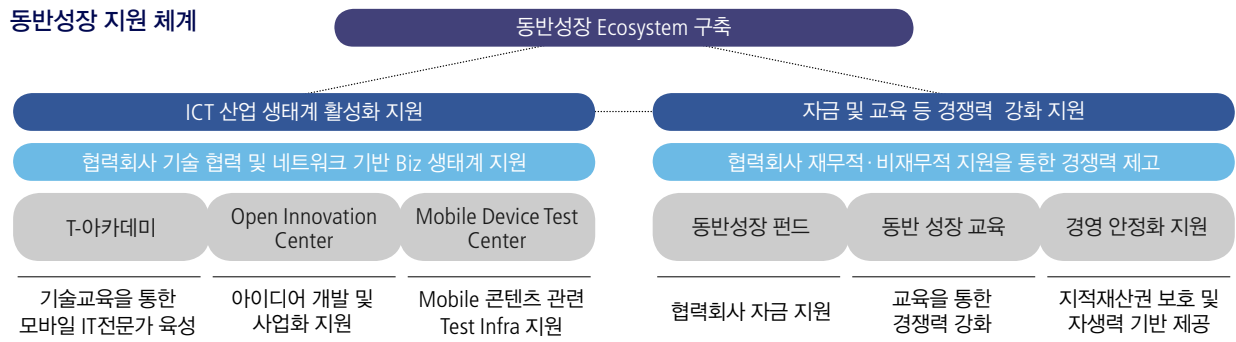 동반성장 지원 체계
동반성장 Ecosystem 구축
ICT 산업 생태계 활성화 지원
자금 및 교육 등 경쟁력 강화 지원
협력회사 기술 협력 및 네트워크 기반 Biz 생태계 지원
협력회사 재무적·비재무적 지원을 통한 경쟁력 제고
T-아카데미
Open Innovation
Center
Mobile Device Test
Center
동반성장 펀드
동반 성장 교육
경영 안정화 지원
기술교육을 통한
모바일 IT전문가 육성
아이디어 개발 및
사업화 지원
Mobile 콘텐츠 관련
Test Infra 지원
협력회사 자금 지원
교육을 통한
경쟁력 강화
지적재산권 보호 및
자생력 기반 제공